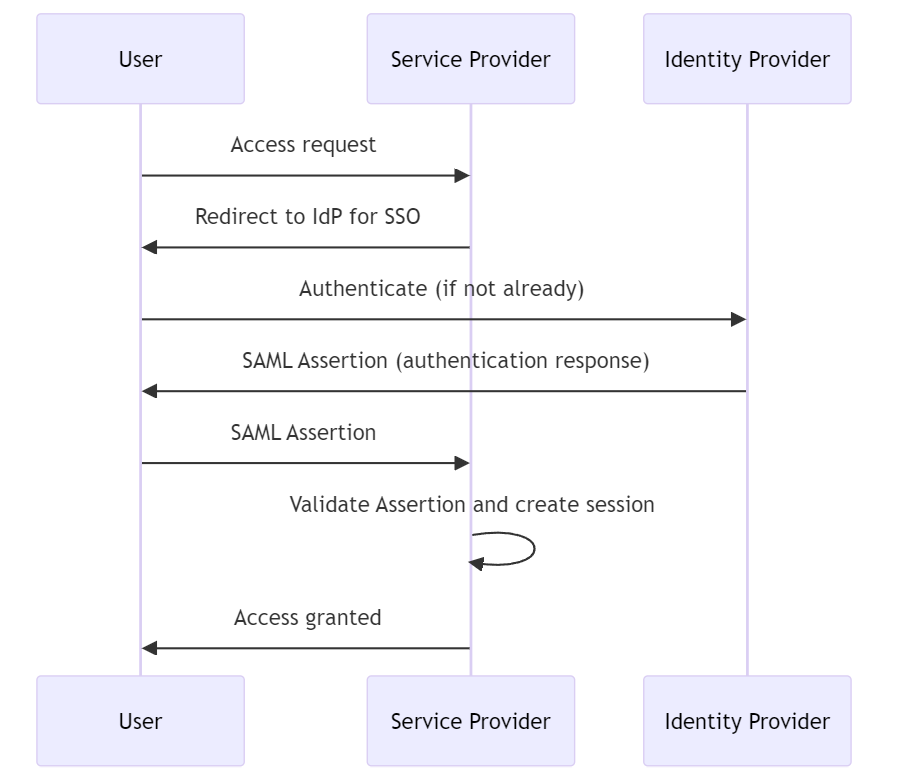 User
Service Provider
Identity Provider
Access request
Redirect to IdP for SSO
Authenticate (if not already)
SAML Assertion (authentication response)
SAML Assertion
Validate Assertion and create session
Access granted
User
Service Provider
Identity Provider